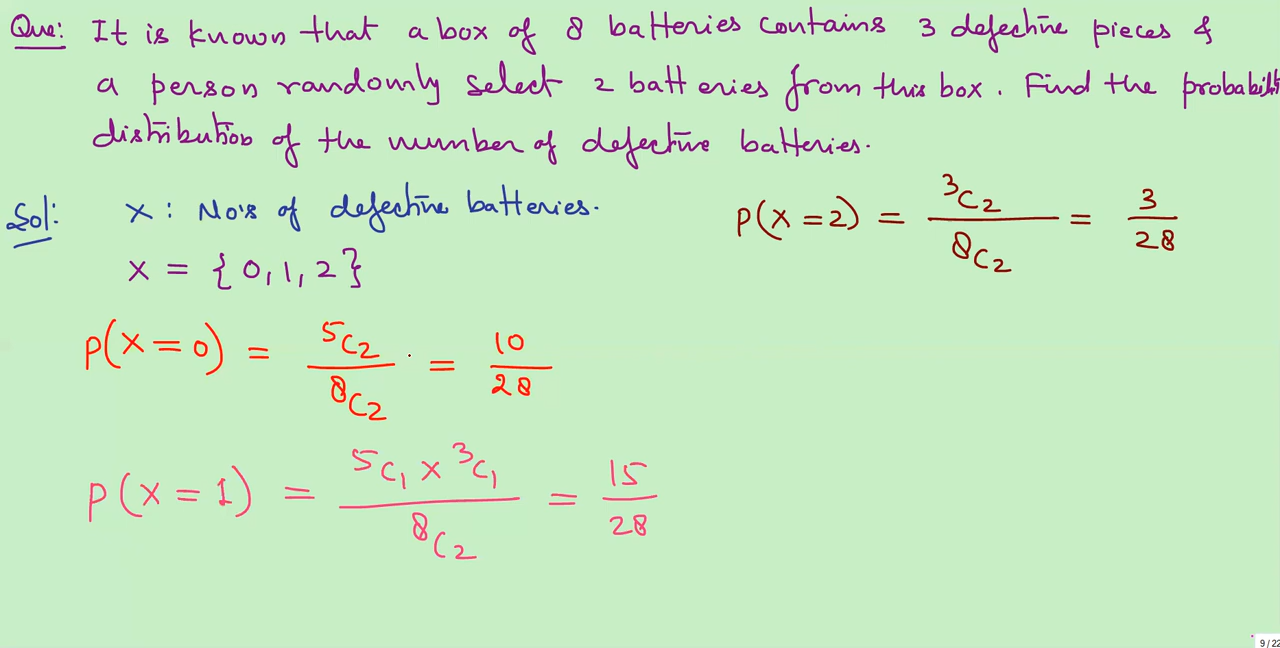 Que: It is known that a box of 8 batteries contains 3 defective pieces &
a person randomly select 2 batteries from this box. Find the probabilit
distribution of the number of defective batteries.
Sol: X : No's of defective batteries.
X = {0, 1, 2}
P(X = 0) = ⁵C₂ / ⁸C₂ = 10/28
P(X = 1) = ⁵C₁ × ³C₁ / ⁸C₂ = 15/28
P(X = 2) = ³C₂ / ⁸C₂ = 3/28
9 / 22